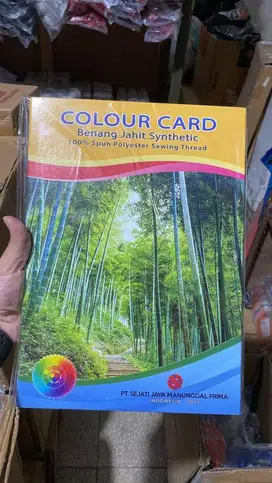 COLOUR CARD
Benang Jahit Synthetic
100% Spun Polyester Sewing Thread
PT. SEJATI JAYA MANUNGGAL PRIMA